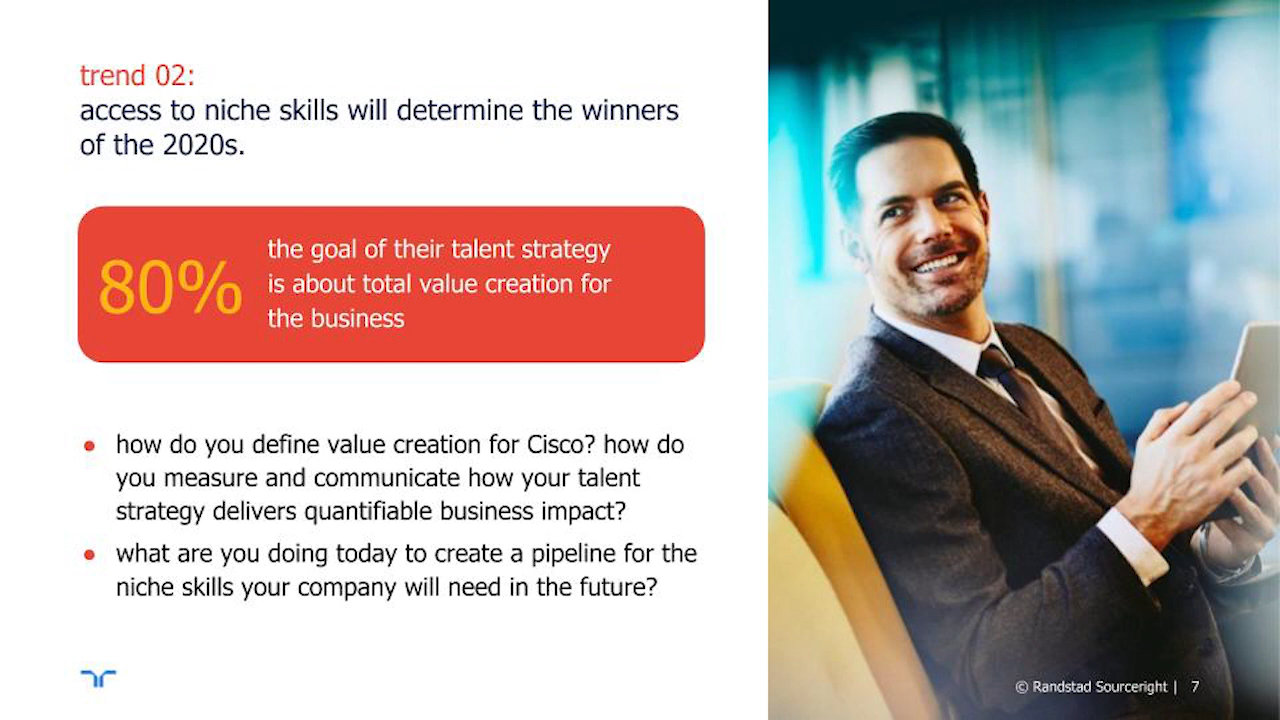 trend 02:
access to niche skills will determine the winners
of the 2020s.
80%
the goal of their talent strategy
is about total value creation for
the business
● how do you define value creation for Cisco? how do
you measure and communicate how your talent
strategy delivers quantifiable business impact?
● what are you doing today to create a pipeline for the
niche skills your company will need in the future?
© Randstad Sourceright | 7